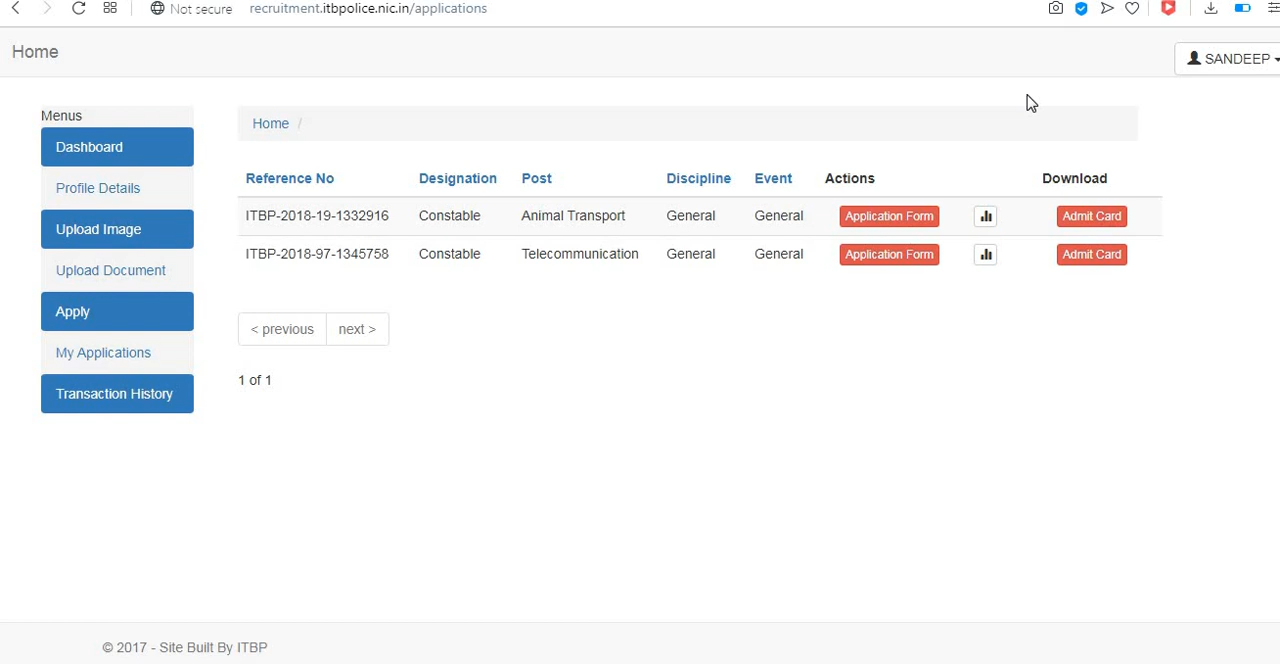 Not secure recruitment.itbpolice.nic.in/applications
Home
SANDEEP
Menus
Dashboard
Profile Details
Upload Image
Upload Document
Apply
My Applications
Transaction History
Home /
Reference No Designation Post Discipline Event Actions Download
ITBP-2018-19-1332916 Constable Animal Transport General General Application Form Admit Card
ITBP-2018-97-1345758 Constable Telecommunication General General Application Form Admit Card
< previous next >
1 of 1
© 2017 - Site Built By ITBP